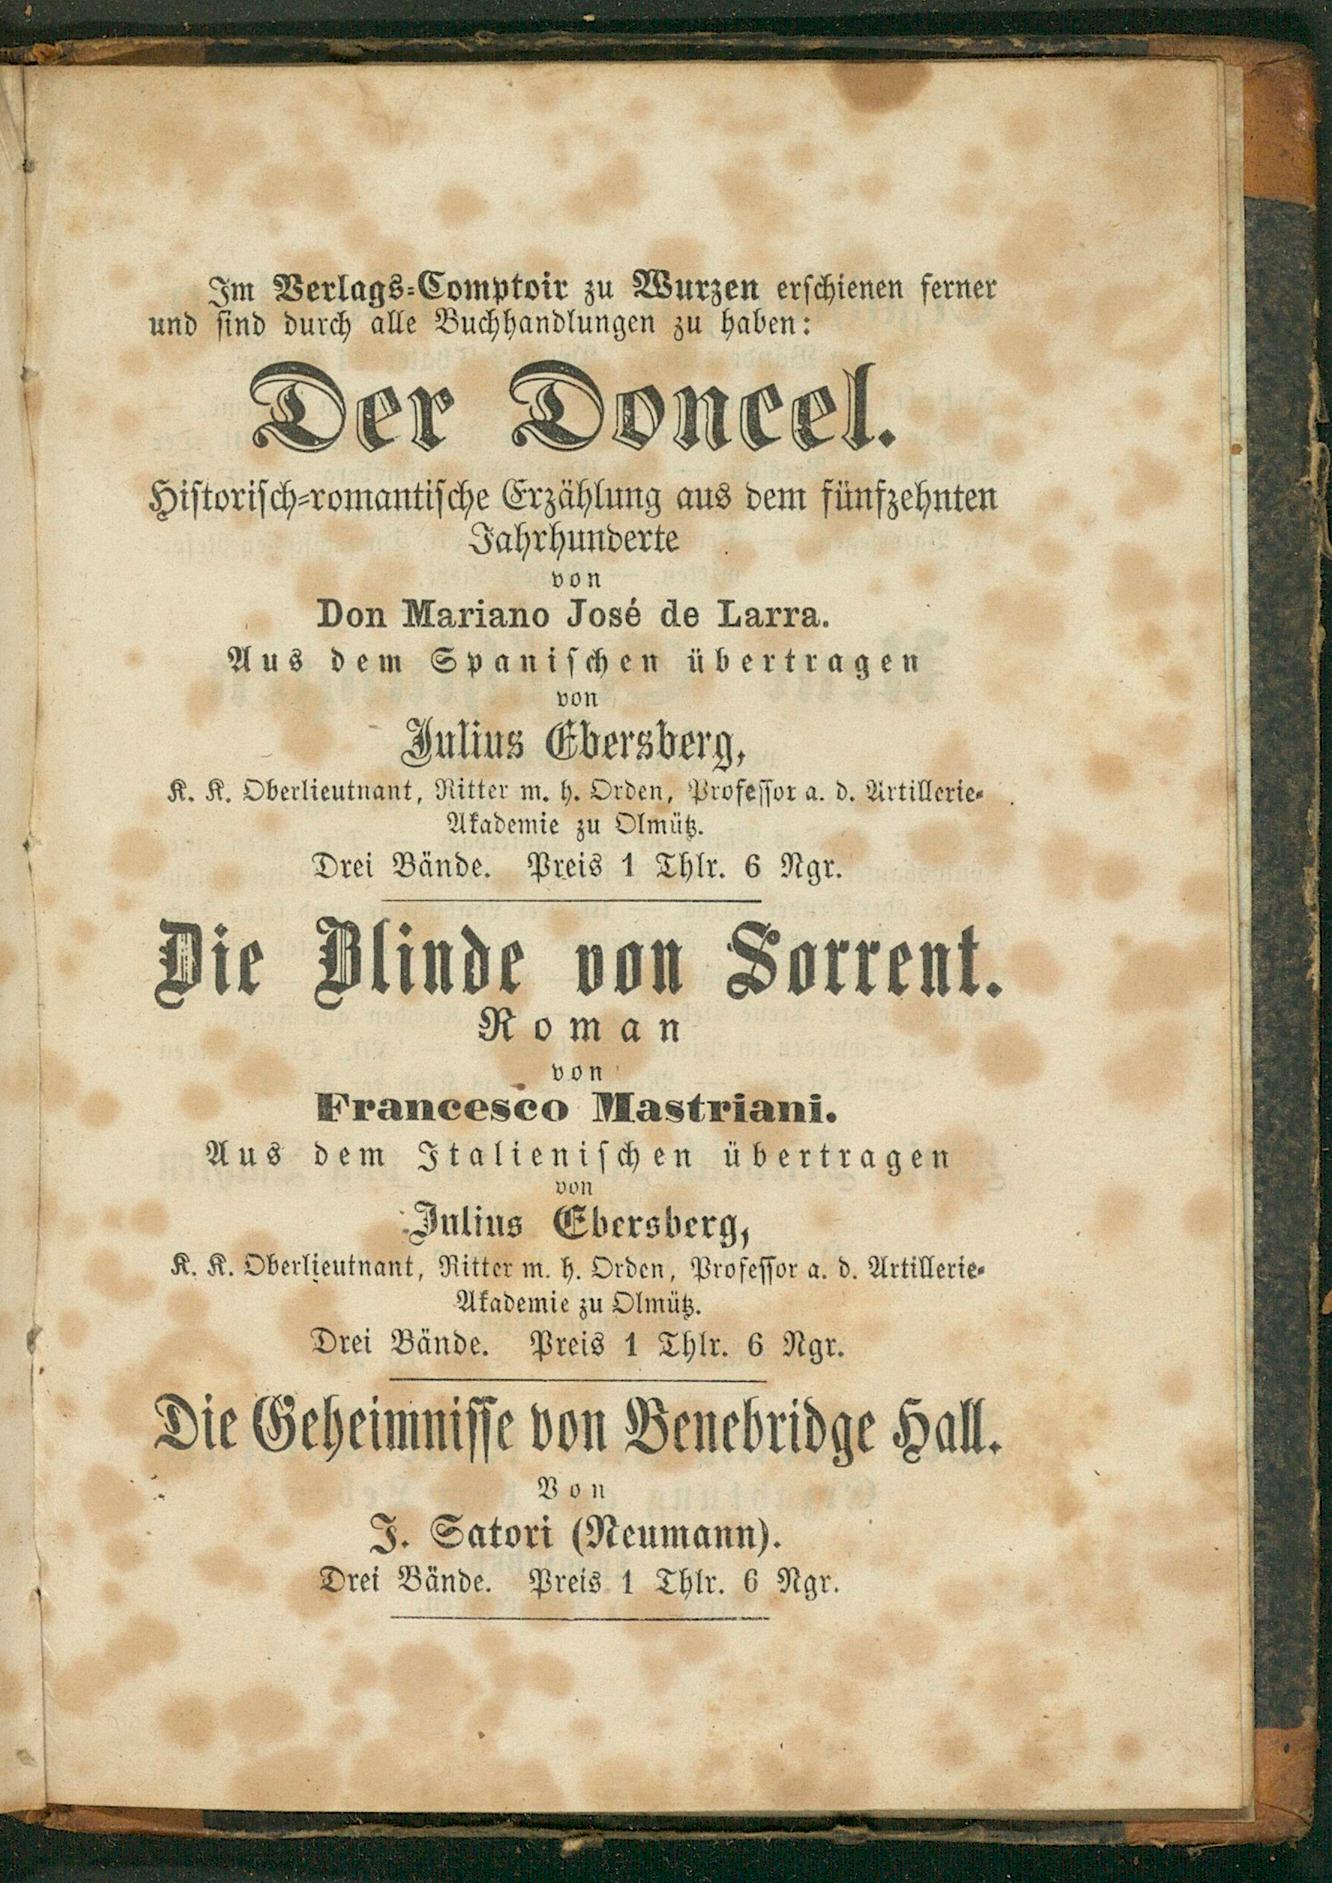 Im Verlags-Comptoir zu Wurzen erschienen ferner
und sind durch alle Buchhandlungen zu haben:
Der Doncel.
Historisch-romantische Erzählung aus dem fünfzehnten
Jahrhunderte
von
Don Mariano José de Larra.
Aus dem Spanischen übertragen
von
Julius Ebersberg,
K. K. Oberlieutnant, Ritter m. h. Orden, Professor a. d. Artillerie-
Akademie zu Olmütz.
Drei Bände. Preis 1 Thlr. 6 Ngr.
Die Blinde von Sorrent.
Roman
von
Francesco Mastriani.
Aus dem Italienischen übertragen
von
Julius Ebersberg,
K. K. Oberlieutnant, Ritter m. h. Orden, Professor a. d. Artillerie-
Akademie zu Olmütz.
Drei Bände. Preis 1 Thlr. 6 Ngr.
Die Geheimnisse von Benebridge Hall.
Von
J. Satori (Neumann).
Drei Bände. Preis 1 Thlr. 6 Ngr.